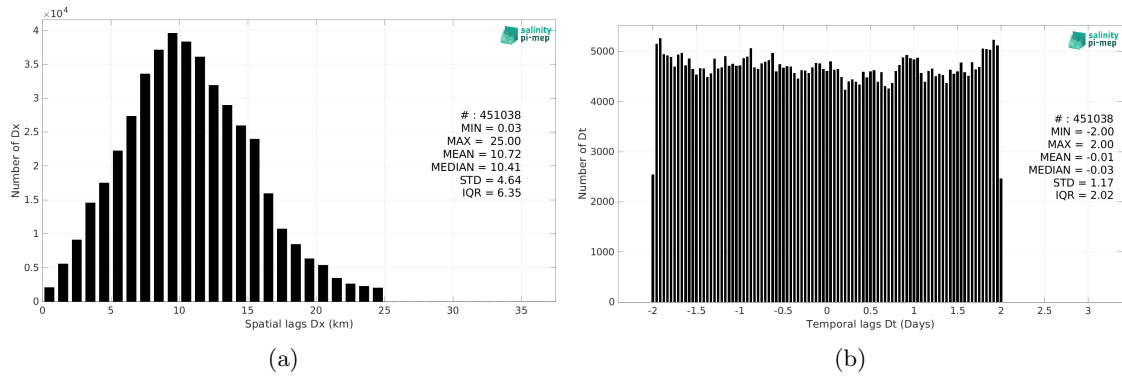 ×10⁴
4
3.5
3
2.5
2
1.5
1
0.5
0
Number of Dx
0 5 10 15 20 25 30 35
Spatial lags Dx (km)
salinity
pi-mep
# : 451038
MIN = 0.03
MAX = 25.00
MEAN = 10.72
MEDIAN = 10.41
STD = 4.64
IQR = 6.35
(a)
5000
4000
3000
2000
1000
0
Number of Dt
-2 -1.5 -1 -0.5 0 0.5 1 1.5 2 2.5 3
Temporal lags Dt (Days)
salinity
pi-mep
# : 451038
MIN = -2.00
MAX = 2.00
MEAN = -0.01
MEDIAN = -0.03
STD = 1.17
IQR = 2.02
(b)